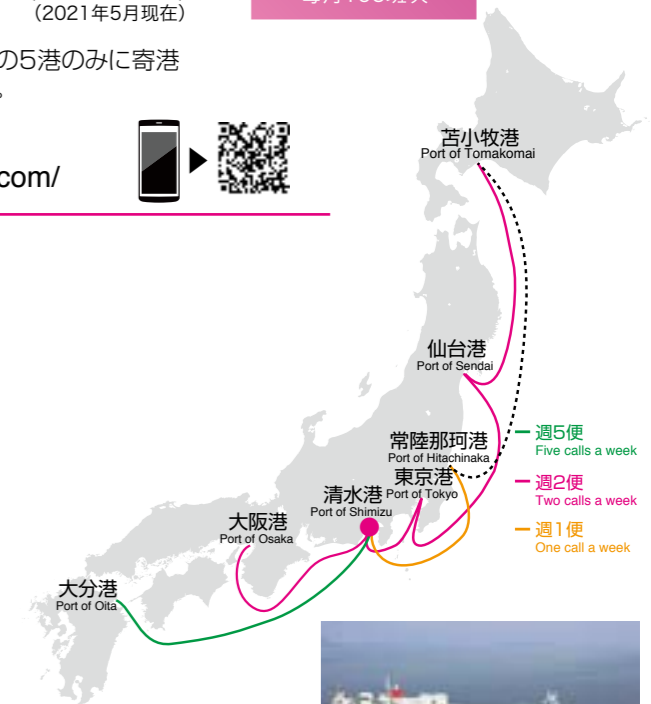 （2021年5月現在）
の5港のみに寄港
com/
苫小牧港
Port of Tomakomai
仙台港
Port of Sendai
常陸那珂港
Port of Hitachinaka
東京港
Port of Tokyo
清水港
Port of Shimizu
大阪港
Port of Osaka
大分港
Port of Oita
週5便
Five calls a week
週2便
Two calls a week
週1便
One call a week